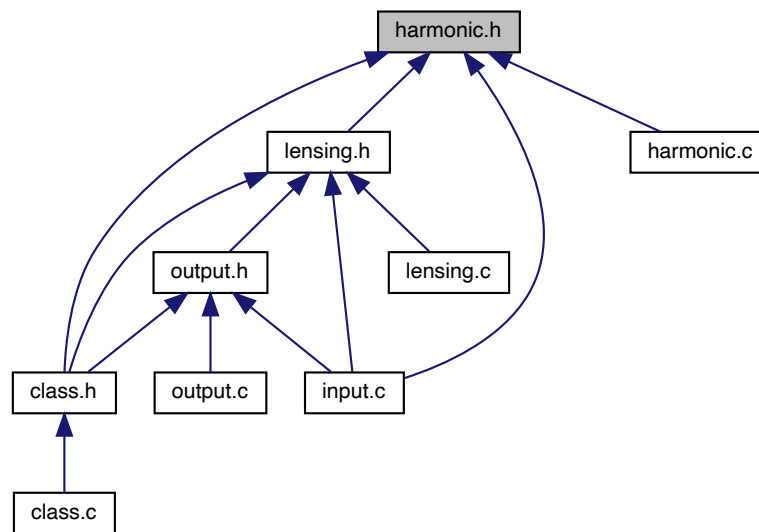 harmonic.h
lensing.h
harmonic.c
output.h
lensing.c
class.h
output.c
input.c
class.c